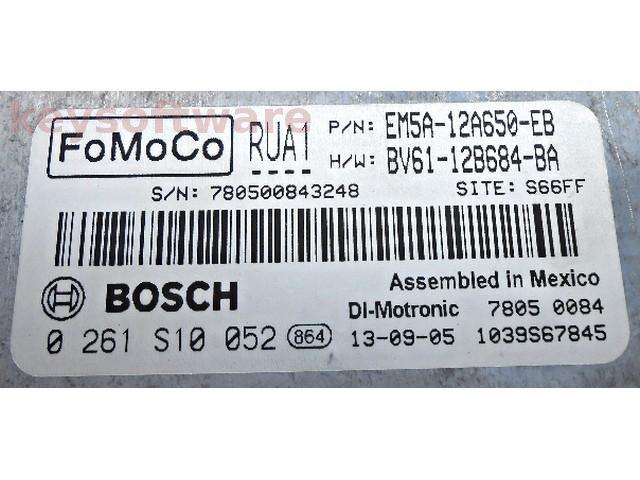 keysoftware
FoMoCo RUA1 P/N: EM5A-12A650-EB
H/W: BV61-12B684-BA
S/N: 780500843248 SITE: S66FF
Assembled in Mexico
BOSCH DI-Motronic 7805 0084
0 261 S10 052 864 13-09-05 1039S67845